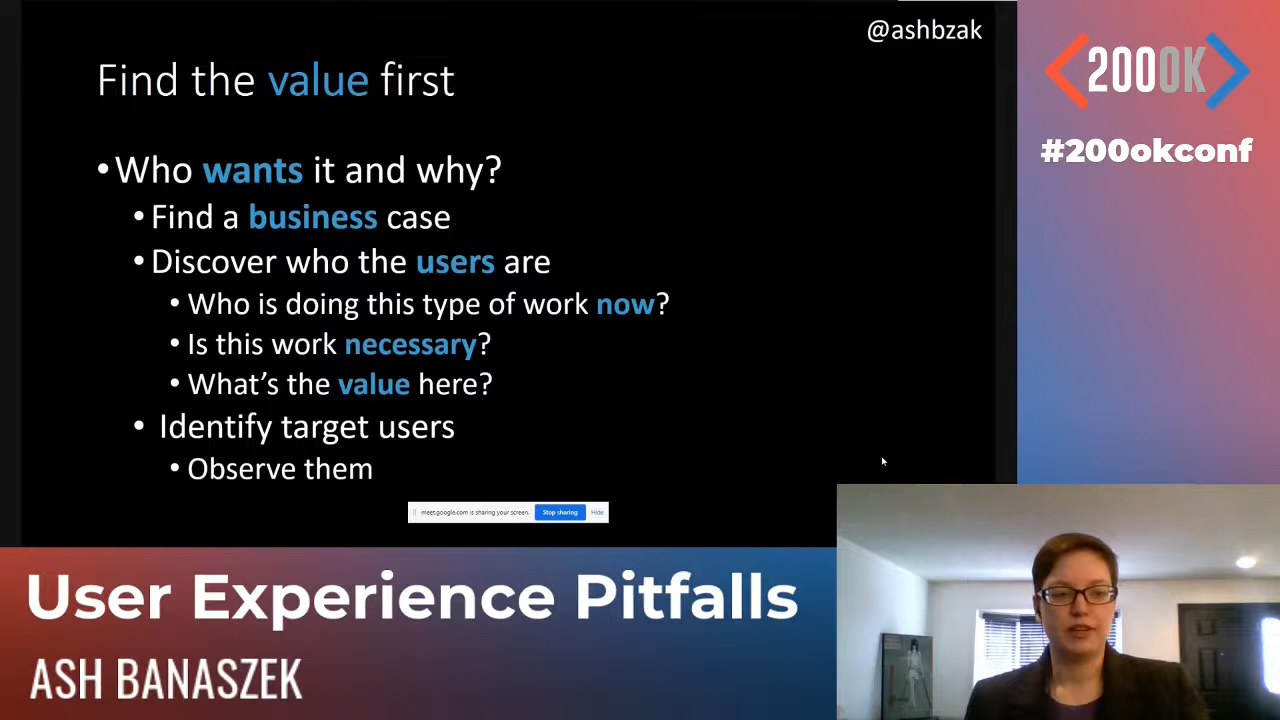 @ashbzak
Find the value first
•Who wants it and why?
•Find a business case
•Discover who the users are
•Who is doing this type of work now?
•Is this work necessary?
•What's the value here?
• Identify target users
•Observe them
meet.google.com is sharing your screen. Stop sharing Hide
<200OK>
#200okconf
User Experience Pitfalls
ASH BANASZEK